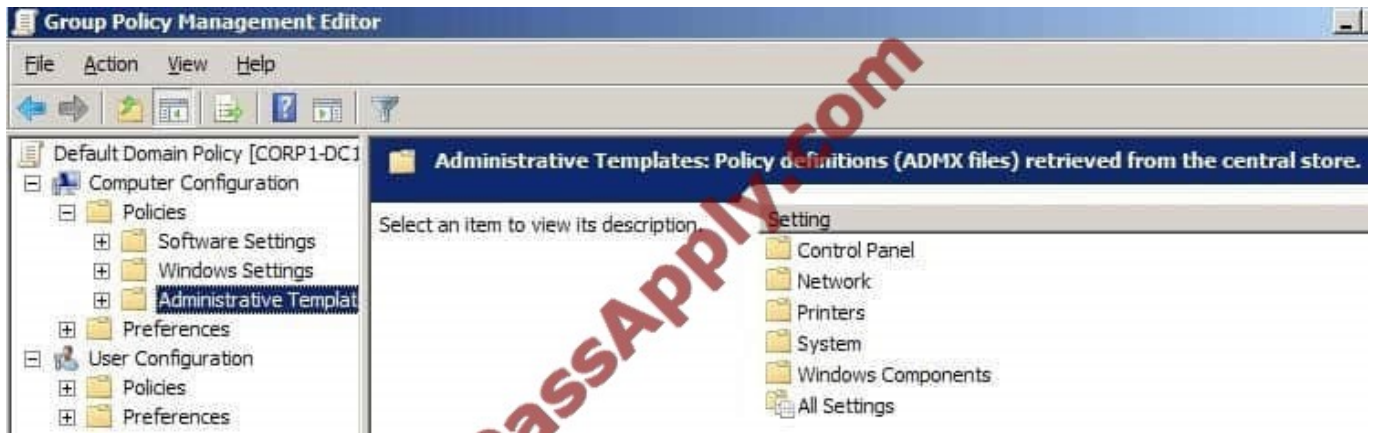 Group Policy Management Editor
File Action View Help
Default Domain Policy [CORP1-DC1
Computer Configuration
Policies
Software Settings
Windows Settings
Administrative Templat
Preferences
User Configuration
Policies
Preferences
Administrative Templates: Policy definitions (ADMX files) retrieved from the central store.
Select an item to view its description.
Setting
Control Panel
Network
Printers
System
Windows Components
All Settings
PassApply.com